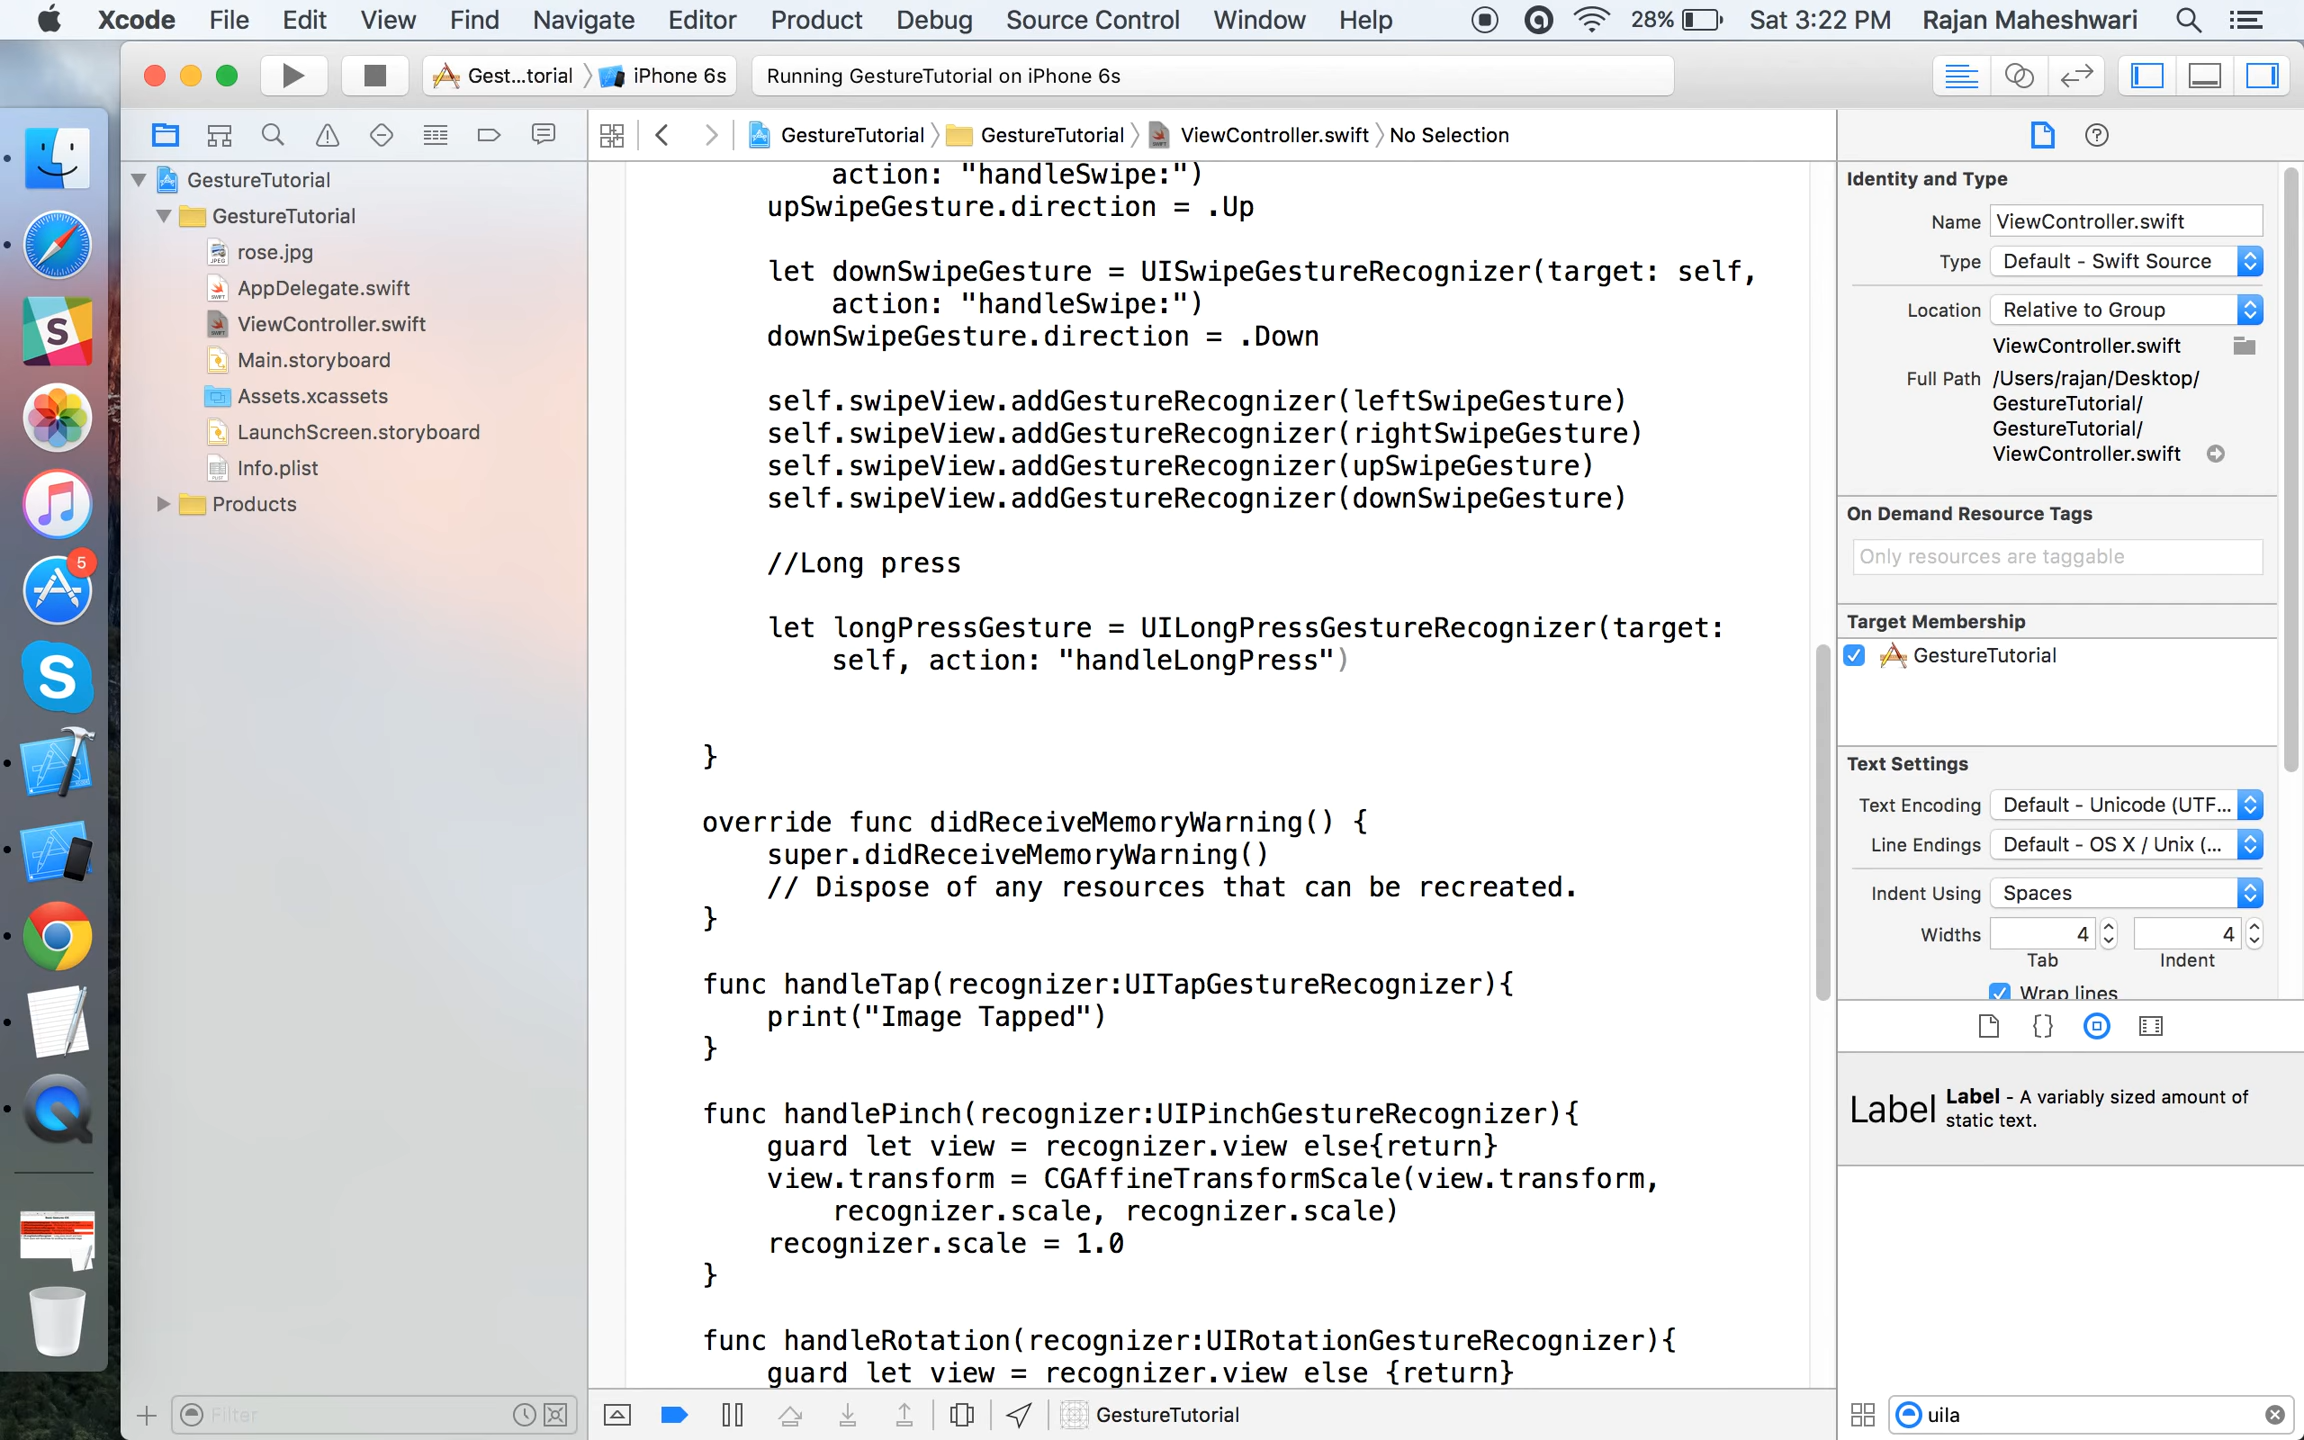 Xcode File Edit View Find Navigate Editor Product Debug Source Control Window Help 28% Sat 3:22 PM Rajan Maheshwari
Gest...torial iPhone 6s Running GestureTutorial on iPhone 6s
GestureTutorial GestureTutorial ViewController.swift No Selection
GestureTutorial
GestureTutorial
rose.jpg
AppDelegate.swift
ViewController.swift
Main.storyboard
Assets.xcassets
LaunchScreen.storyboard
Info.plist
Products
Filter
5
action: "handleSwipe:")
upSwipeGesture.direction = .Up
let downSwipeGesture = UISwipeGestureRecognizer(target: self,
action: "handleSwipe:")
downSwipeGesture.direction = .Down
self.swipeView.addGestureRecognizer(leftSwipeGesture)
self.swipeView.addGestureRecognizer(rightSwipeGesture)
self.swipeView.addGestureRecognizer(upSwipeGesture)
self.swipeView.addGestureRecognizer(downSwipeGesture)
//Long press
let longPressGesture = UILongPressGestureRecognizer(target:
self, action: "handleLongPress")
}
override func didReceiveMemoryWarning() {
super.didReceiveMemoryWarning()
// Dispose of any resources that can be recreated.
}
func handleTap(recognizer:UITapGestureRecognizer){
print("Image Tapped")
}
func handlePinch(recognizer:UIPinchGestureRecognizer){
guard let view = recognizer.view else{return}
view.transform = CGAffineTransformScale(view.transform,
recognizer.scale, recognizer.scale)
recognizer.scale = 1.0
}
func handleRotation(recognizer:UIRotationGestureRecognizer){
guard let view = recognizer.view else {return}
GestureTutorial
Identity and Type
Name ViewController.swift
Type Default - Swift Source
Location Relative to Group
ViewController.swift
Full Path /Users/rajan/Desktop/
GestureTutorial/
GestureTutorial/
ViewController.swift
On Demand Resource Tags
Only resources are taggable
Target Membership
GestureTutorial
Text Settings
Text Encoding Default - Unicode (UTF...
Line Endings Default - OS X / Unix (...
Indent Using Spaces
Widths 4 4
Tab Indent
Wrap lines
Label Label - A variably sized amount of
static text.
uila